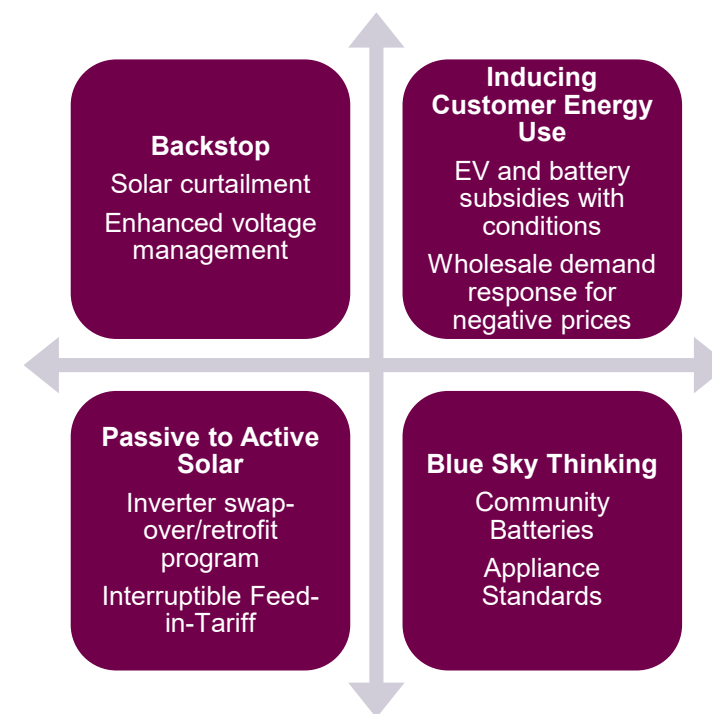 Backstop
Solar curtailment
Enhanced voltage
management
Inducing
Customer Energy
Use
EV and battery
subsidies with
conditions
Wholesale demand
response for
negative prices
Passive to Active
Solar
Inverter swap-
over/retrofit
program
Interruptible Feed-
in-Tariff
Blue Sky Thinking
Community
Batteries
Appliance
Standards